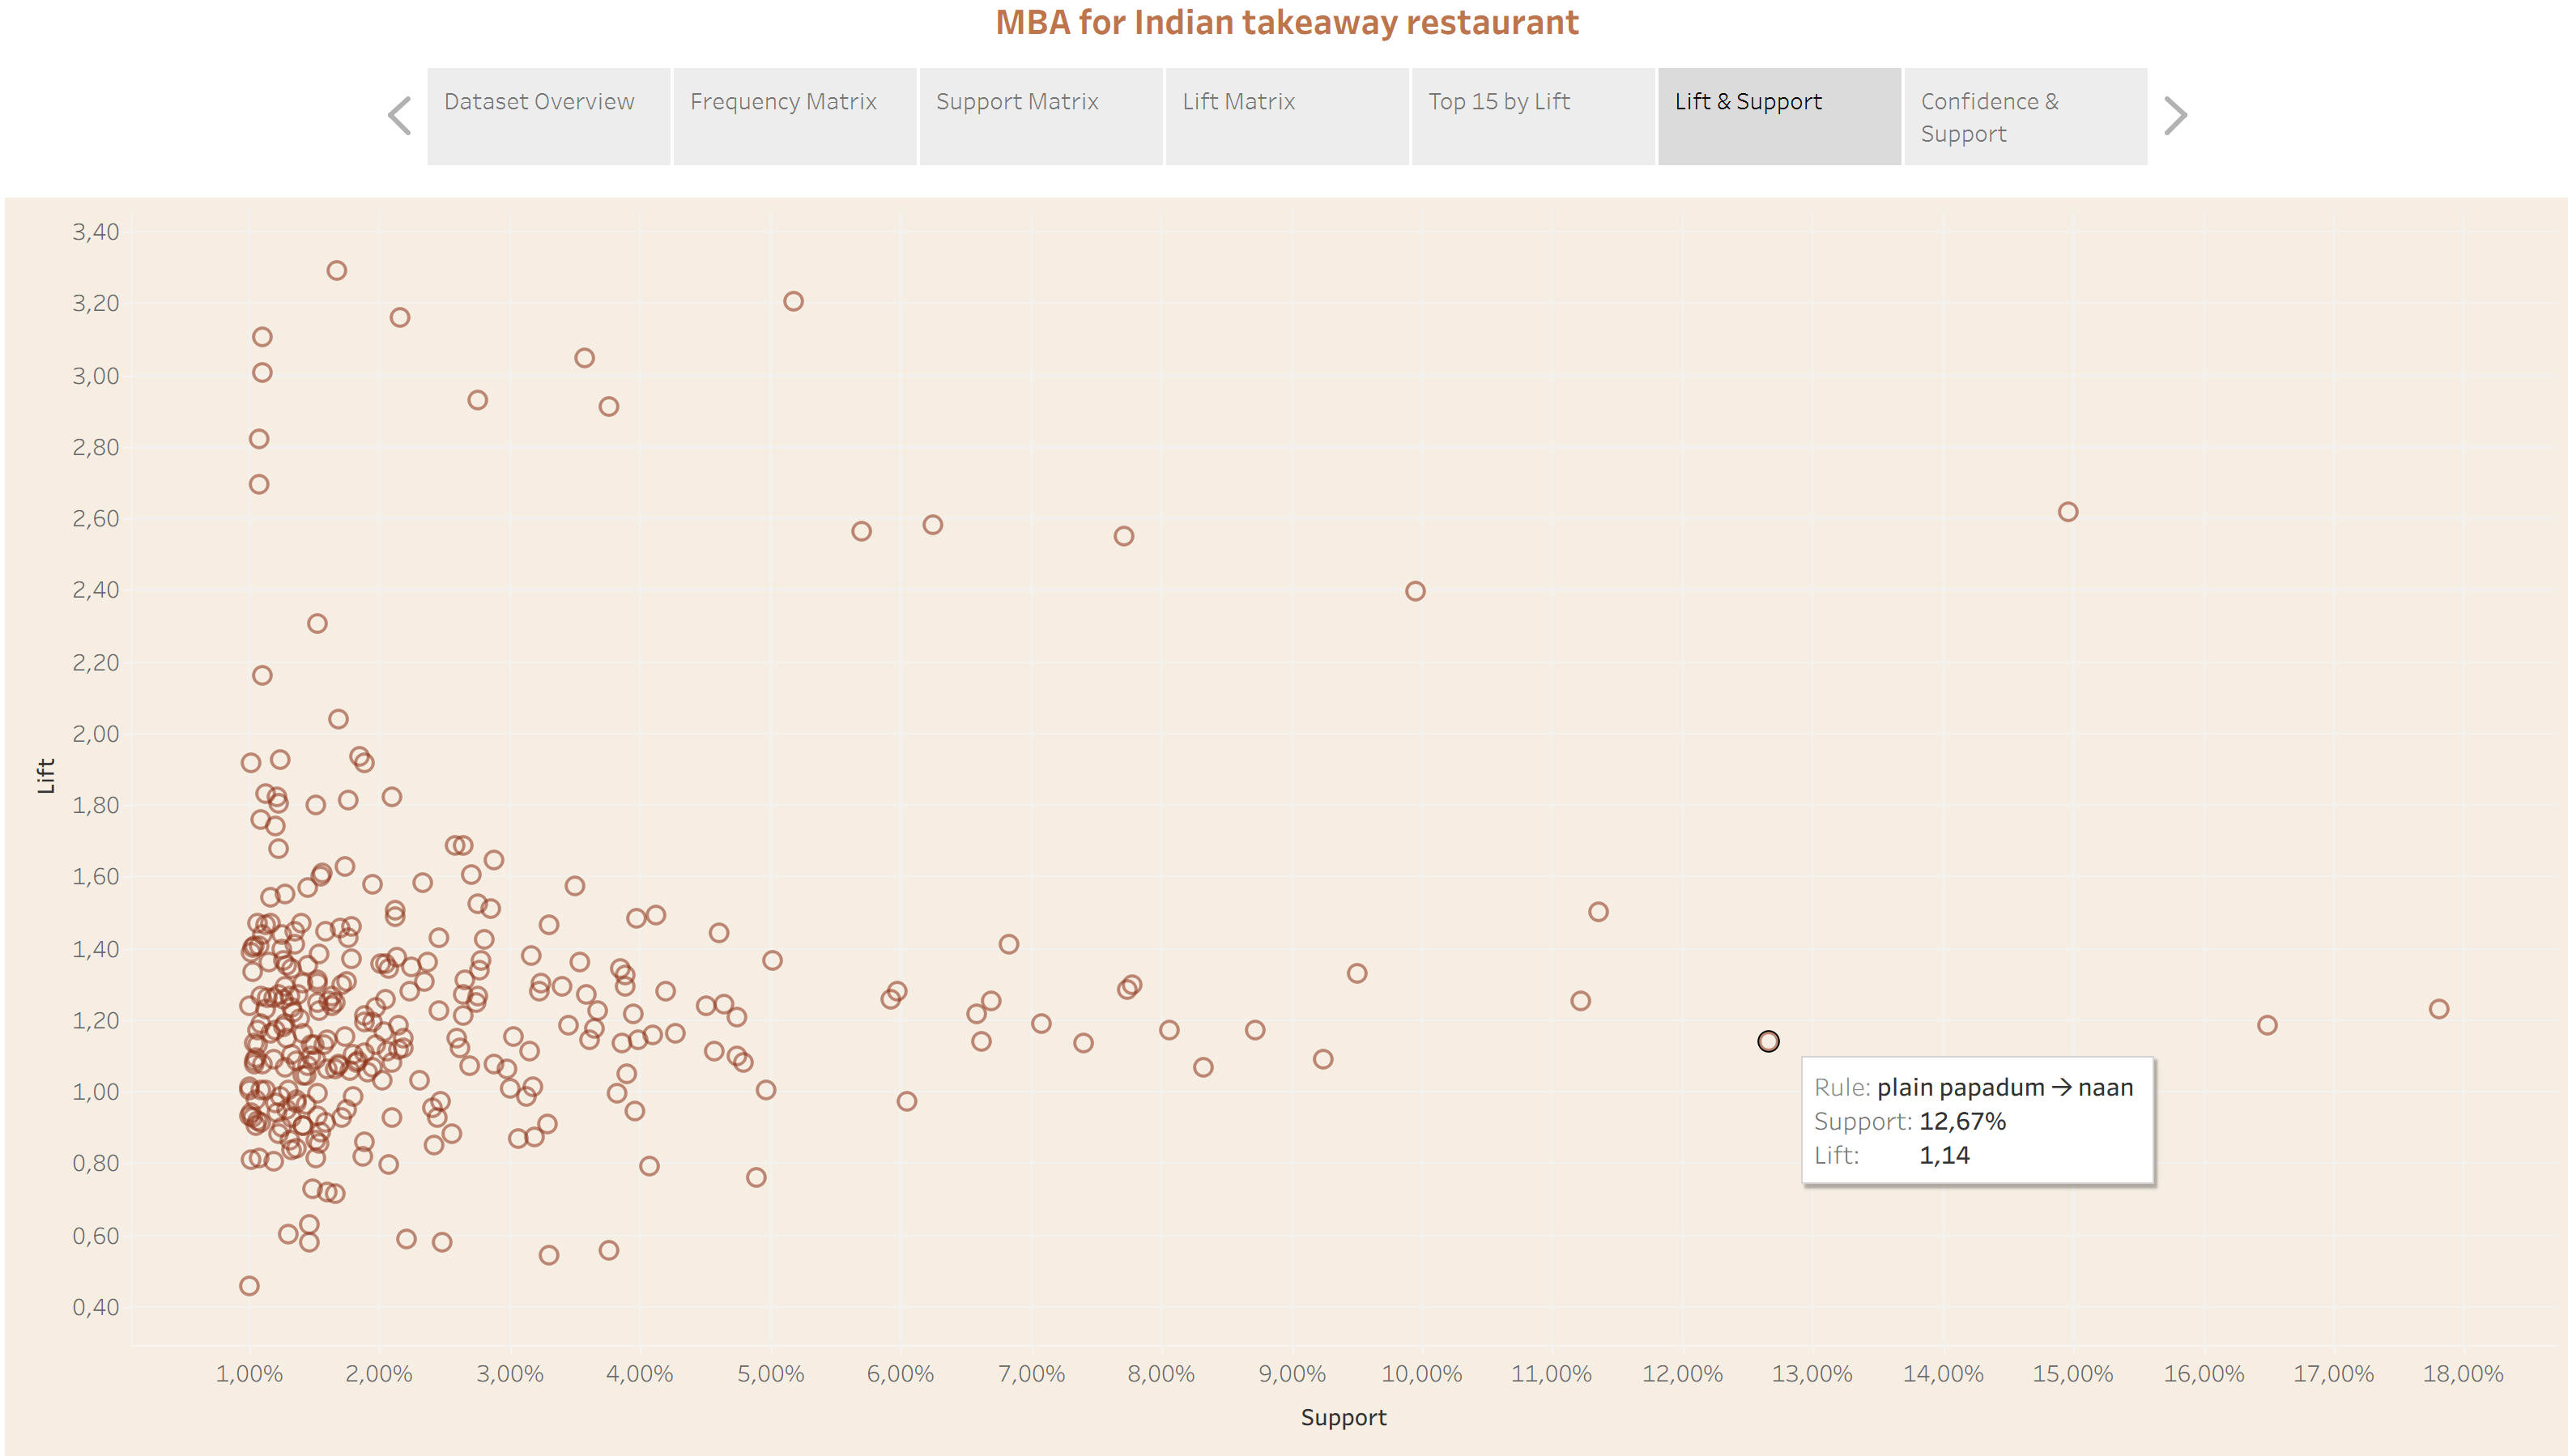 MBA for Indian takeaway restaurant
Dataset Overview
Frequency Matrix
Support Matrix
Lift Matrix
Top 15 by Lift
Lift & Support
Confidence &
Support
3,40
3,20
3,00
2,80
2,60
2,40
2,20
2,00
1,80
1,60
1,40
1,20
1,00
0,80
0,60
0,40
Lift
Rule: plain papadum → naan
Support: 12,67%
Lift: 1,14
1,00% 2,00% 3,00% 4,00% 5,00% 6,00% 7,00% 8,00% 9,00% 10,00% 11,00% 12,00% 13,00% 14,00% 15,00% 16,00% 17,00% 18,00%
Support